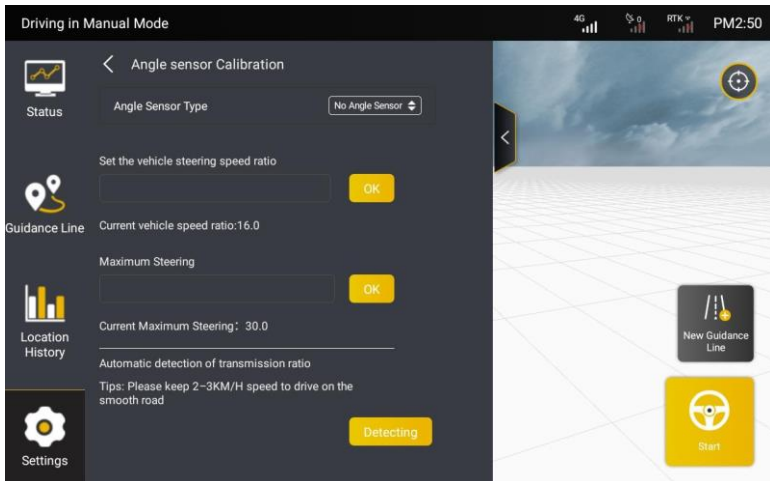 Driving in Manual Mode
4G
0
RTK
PM2:50
Status
Guidance Line
Location
History
Settings
Angle sensor Calibration
Angle Sensor Type
No Angle Sensor
Set the vehicle steering speed ratio
OK
Current vehicle speed ratio:16.0
Maximum Steering
OK
Current Maximum Steering: 30.0
Automatic detection of transmission ratio
Tips: Please keep 2-3KM/H speed to drive on the
smooth road
Detecting
New Guidance
Line
Start